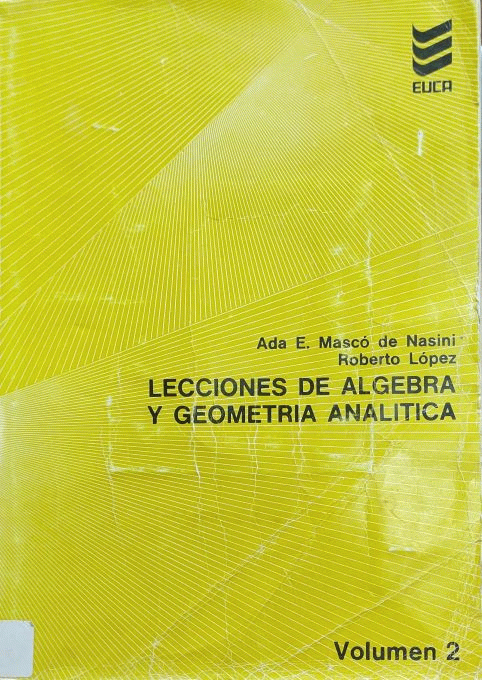 EUCA
Ada E. Mascó de Nasini
Roberto López
LECCIONES DE ALGEBRA
Y GEOMETRIA ANALITICA
Volumen 2